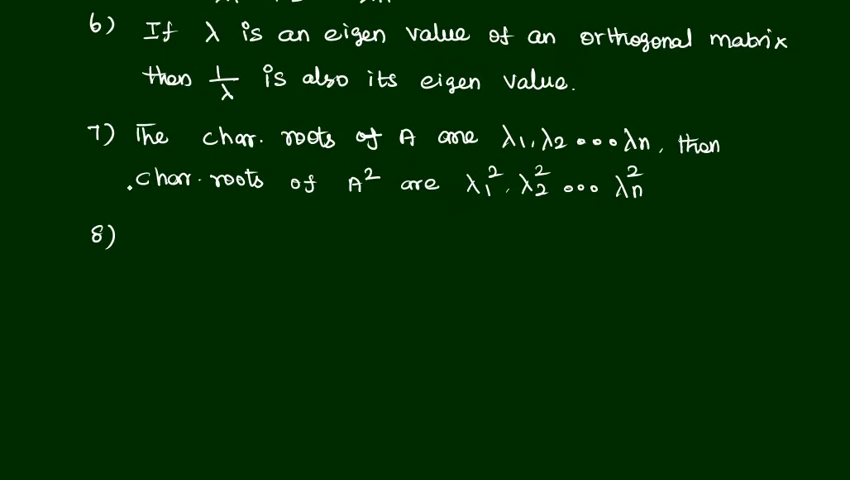 6) If λ is an eigen value of an orthogonal matrix
then 1/λ is also its eigen value.
7) The char. roots of A are λ1, λ2 ... λn, then
char. roots of A² are λ1², λ2² ... λn²
8)